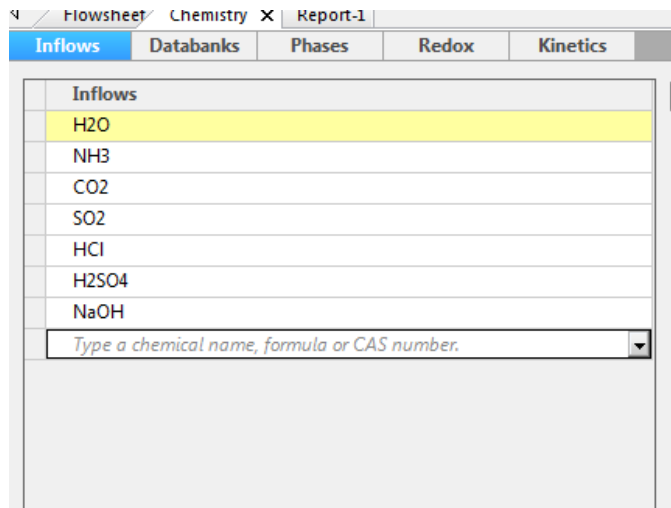 Flowsheet Chemistry X Report-1
Inflows Databanks Phases Redox Kinetics
Inflows
H2O
NH3
CO2
SO2
HCl
H2SO4
NaOH
Type a chemical name, formula or CAS number.